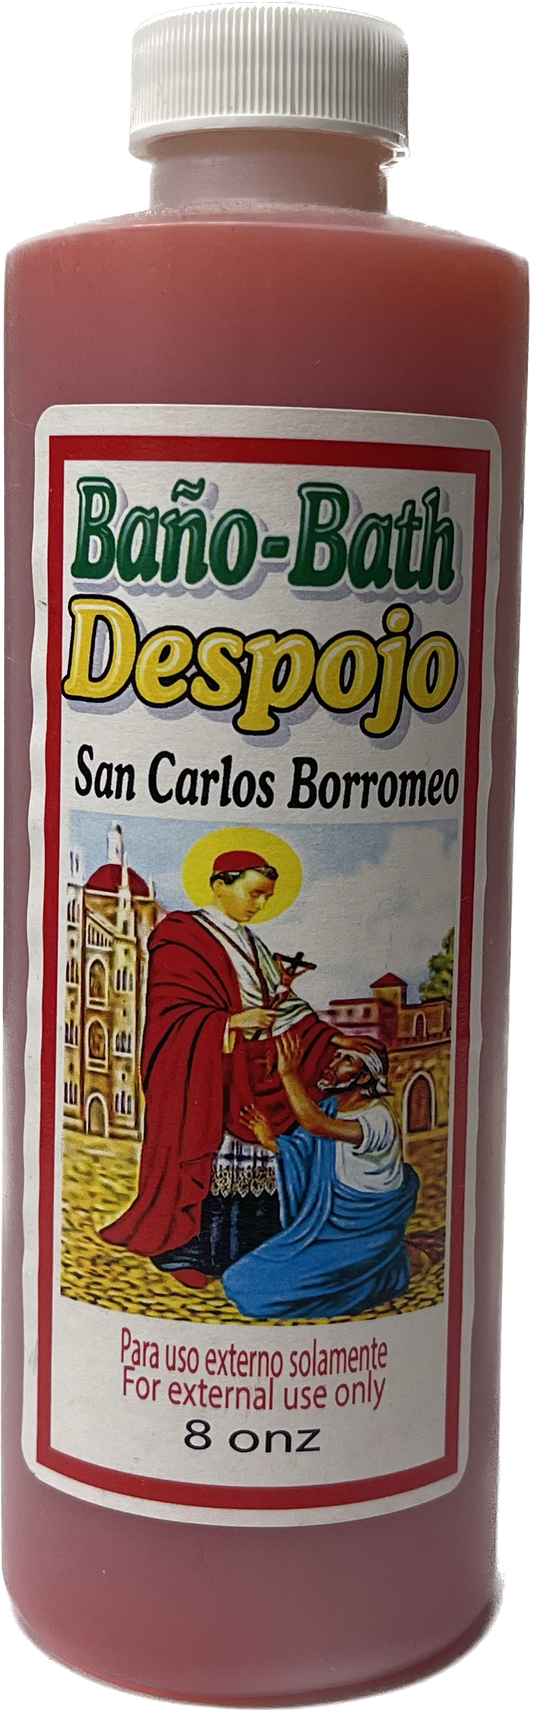 Baño-Bath
Despojo
San Carlos Borromeo
Para uso externo solamente
For external use only
8 onz